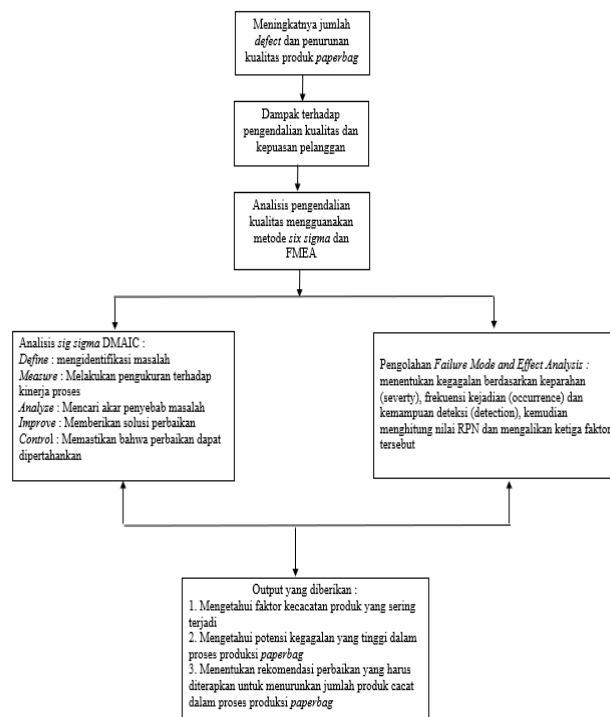 Meningkatnya jumlah
defect dan penurunan
kualitas produk paperbag
Dampak terhadap
pengendalian kualitas dan
kepuasan pelanggan
Analisis pengendalian
kualitas mengguanakan
metode six sigma dan
FMEA
Analisis sig sigma DMAIC :
Define : mengidentifikasi masalah
Measure : Melakukan pengukuran terhadap
kinerja proses
Analyze : Mencari akar penyebab masalah
Improve : Memberikan solusi perbaikan
Control : Memastikan bahwa perbaikan dapat
dipertahankan
Pengolahan Failure Mode and Effect Analysis :
menentukan kegagalan berdasarkan keparahan
(severty), frekuensi kejadian (occurrence) dan
kemampuan deteksi (detection), kemudian
menghitung nilai RPN dan mengalikan ketiga faktor
tersebut
Output yang diberikan :
1. Mengetahui faktor kecacatan produk yang sering
terjadi
2. Mengetahui potensi kegagalan yang tinggi dalam
proses produksi paperbag
3. Menentukan rekomendasi perbaikan yang harus
diterapkan untuk menurunkan jumlah produk cacat
dalam proses produksi paperbag